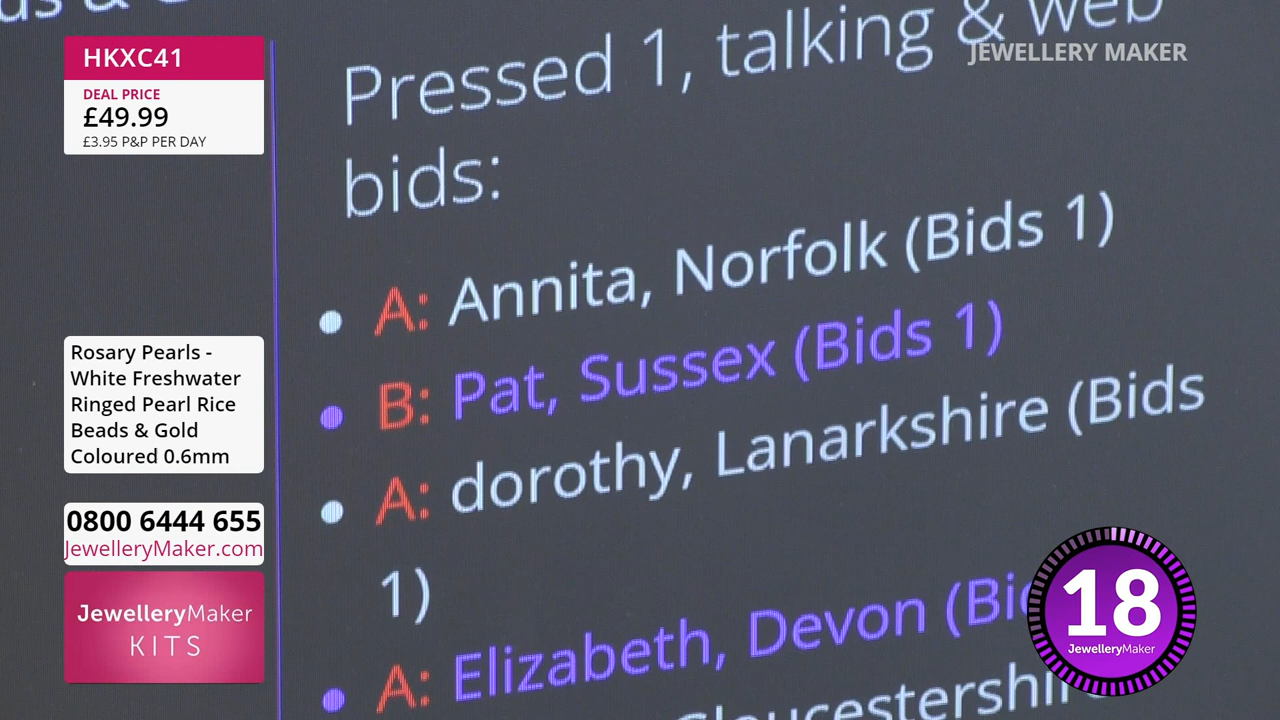 HKXC41
DEAL PRICE
£49.99
£3.95 P&P PER DAY
Rosary Pearls -
White Freshwater
Ringed Pearl Rice
Beads & Gold
Coloured 0.6mm
0800 6444 655
JewelleryMaker.com
JewelleryMaker
KITS
JEWELLERY MAKER
Pressed 1, talking & web
bids:
• A: Annita, Norfolk (Bids 1)
• B: Pat, Sussex (Bids 1)
• A: dorothy, Lanarkshire (Bids
1)
• A: Elizabeth, Devon
18
JewelleryMaker